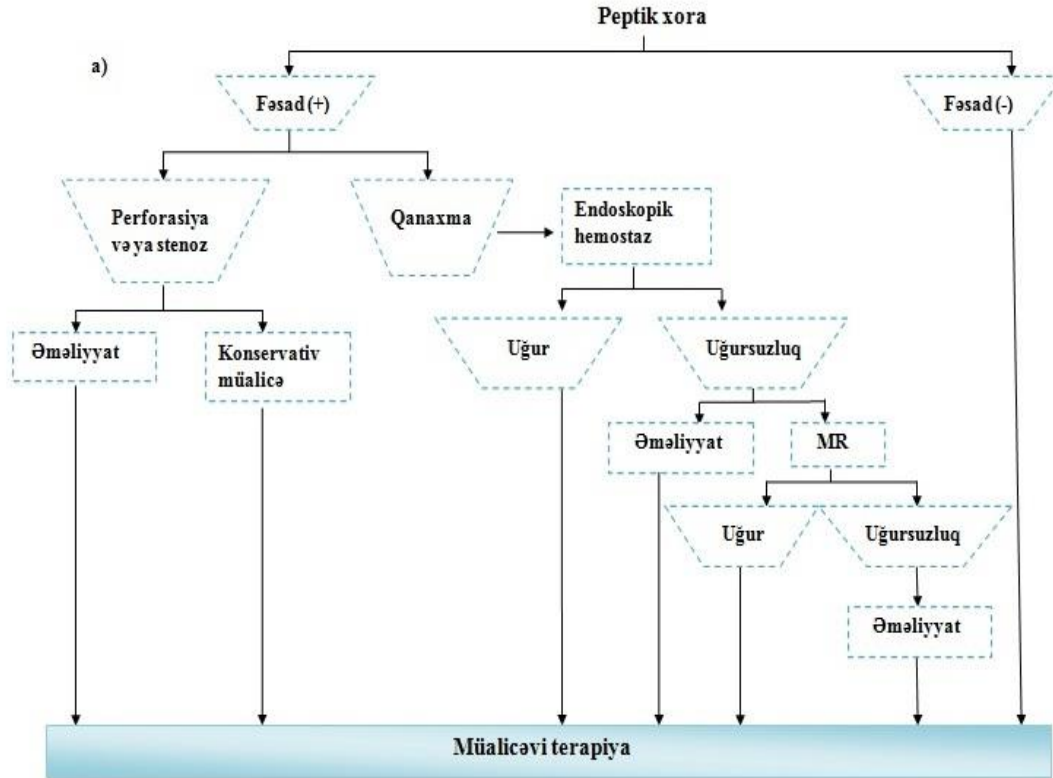 Peptik xora
a)
Fəsad (+)
Fəsad (-)
Perforasiya
və ya stenoz
Qanaxma
Endoskopik
hemostaz
Əməliyyat
Konservativ
müalicə
Uğur
Uğursuzluq
Əməliyyat
MR
Uğur
Uğursuzluq
Əməliyyat
Müalicəvi terapiya